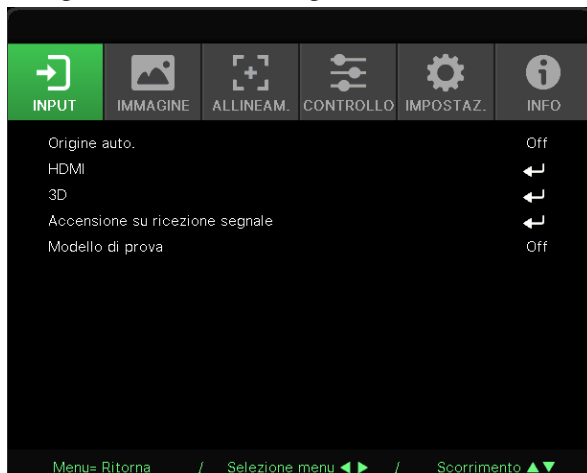 INPUT IMMAGINE ALLINEAM. CONTROLLO IMPOSTAZ. INFO
Origine auto. Off
HDMI
3D
Accensione su ricezione segnale
Modello di prova Off
Menu= Ritorna / Selezione menu ◄ ► / Scorrimento ▲▼